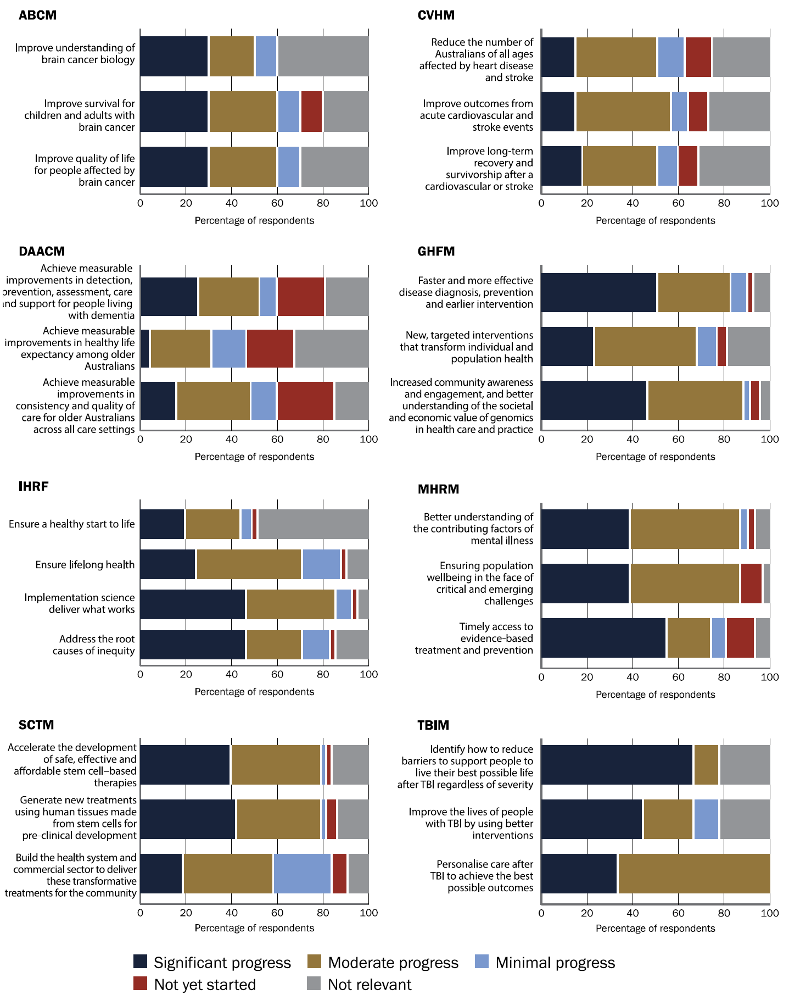 ABCM
Improve understanding of
brain cancer biology
Improve survival for
children and adults with
brain cancer
Improve quality of life
for people affected by
brain cancer
0 20 40 60 80 100
Percentage of respondents
CVHM
Reduce the number of
Australians of all ages
affected by heart disease
and stroke
Improve outcomes from
acute cardiovascular and
stroke events
Improve long-term
recovery and
survivorship after a
cardiovascular or stroke
0 20 40 60 80 100
Percentage of respondents
DAACM
Achieve measurable
improvements in detection,
prevention, assessment, care
and support for people living
with dementia
Achieve measurable
improvements in healthy life
expectancy among older
Australians
Achieve measurable
improvements in
consistency and quality of
care for older Australians
across all care settings
0 20 40 60 80 100
Percentage of respondents
GHFM
Faster and more effective
disease diagnosis, prevention
and earlier intervention
New, targeted interventions
that transform individual and
population health
Increased community awareness
and engagement, and better
understanding of the societal
and economic value of genomics
in health care and practice
0 20 40 60 80 100
Percentage of respondents
IHRF
Ensure a healthy start to life
Ensure lifelong health
Implementation science
deliver what works
Address the root
causes of inequity
0 20 40 60 80 100
Percentage of respondents
MHRM
Better understanding of
the contributing factors of
mental illness
Ensuring population
wellbeing in the face of
critical and emerging
challenges
Timely access to
evidence-based
treatment and prevention
0 20 40 60 80 100
Percentage of respondents
SCTM
Accelerate the development
of safe, effective and
affordable stem cell–based
therapies
Generate new treatments
using human tissues made
from stem cells for
pre-clinical development
Build the health system and
commercial sector to deliver
these transformative
treatments for the community
0 20 40 60 80 100
Percentage of respondents
TBIM
Identify how to reduce
barriers to support people to
live their best possible life
after TBI regardless of severity
Improve the lives of people
with TBI by using better
interventions
Personalise care after
TBI to achieve the best
possible outcomes
0 20 40 60 80 100
Percentage of respondents
Significant progress Moderate progress Minimal progress
Not yet started Not relevant